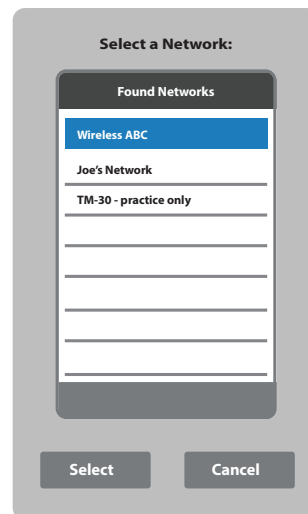 Select a Network:
Found Networks
Wireless ABC
Joe's Network
TM-30 - practice only
Select
Cancel